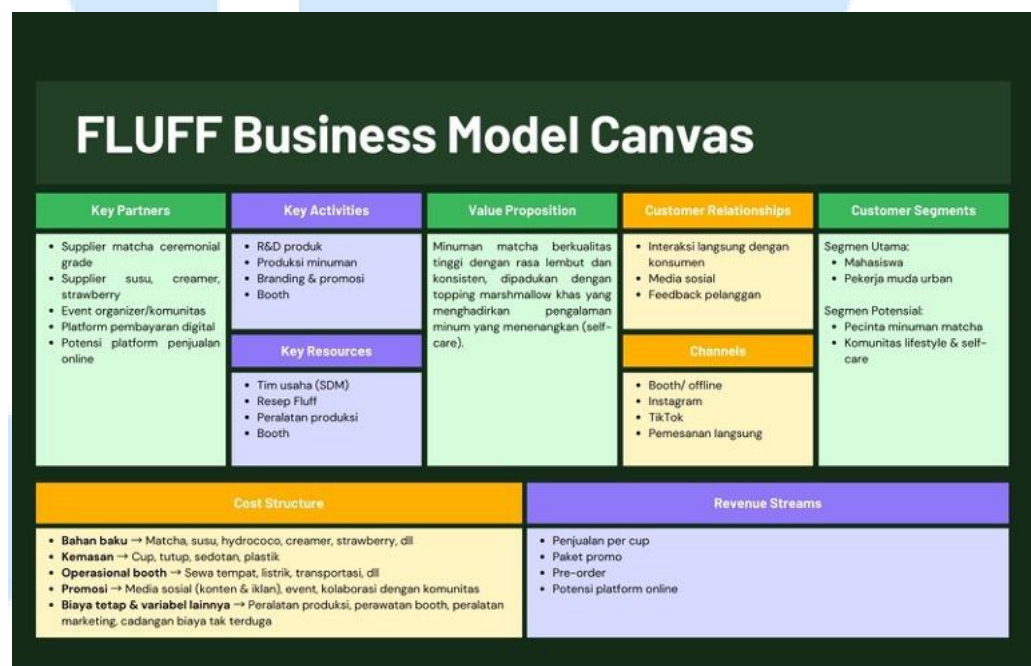 FLUFF Business Model Canvas
Key Partners
• Supplier matcha ceremonial
grade
• Supplier susu, creamer,
strawberry
• Event organizer/komunitas
• Platform pembayaran digital
• Potensi platform penjualan
online
Key Activities
• R&D produk
• Produksi minuman
• Branding & promosi
• Booth
Key Resources
• Tim usaha (SDM)
• Resep Fluff
• Peralatan produksi
• Booth
Value Proposition
Minuman matcha berkualitas
tinggi dengan rasa lembut dan
konsisten, dipadukan dengan
topping marshmallow khas yang
menghadirkan pengalaman
minum yang menenangkan (self-
care).
Customer Relationships
• Interaksi langsung dengan
konsumen
• Media sosial
• Feedback pelanggan
Channels
• Booth/ offline
• Instagram
• TikTok
• Pemesanan langsung
Customer Segments
Segmen Utama:
• Mahasiswa
• Pekerja muda urban
Segmen Potensial:
• Pecinta minuman matcha
• Komunitas lifestyle & self-
care
Cost Structure
• Bahan baku → Matcha, susu, hydrococo, creamer, strawberry, dll
• Kemasan → Cup, tutup, sedotan, plastik
• Operasional booth → Sewa tempat, listrik, transportasi, dll
• Promosi → Media sosial (konten & iklan), event, kolaborasi dengan komunitas
• Biaya tetap & variabel lainnya → Peralatan produksi, perawatan booth, peralatan
marketing, cadangan biaya tak terduga
Revenue Streams
• Penjualan per cup
• Paket promo
• Pre-order
• Potensi platform online